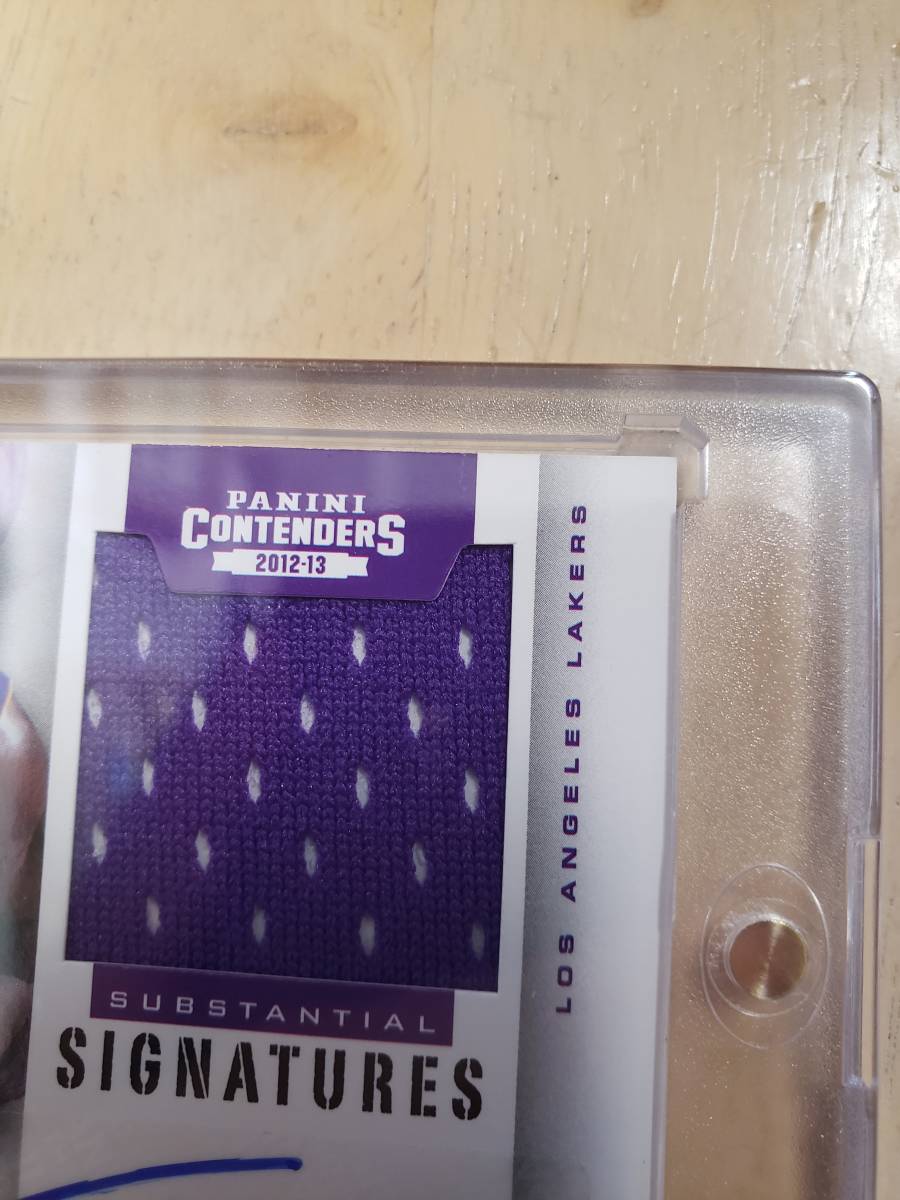 PANINI
CONTENDERS
2012-13
LOS ANGELES LAKERS
SUBSTANTIAL
SIGNATURES